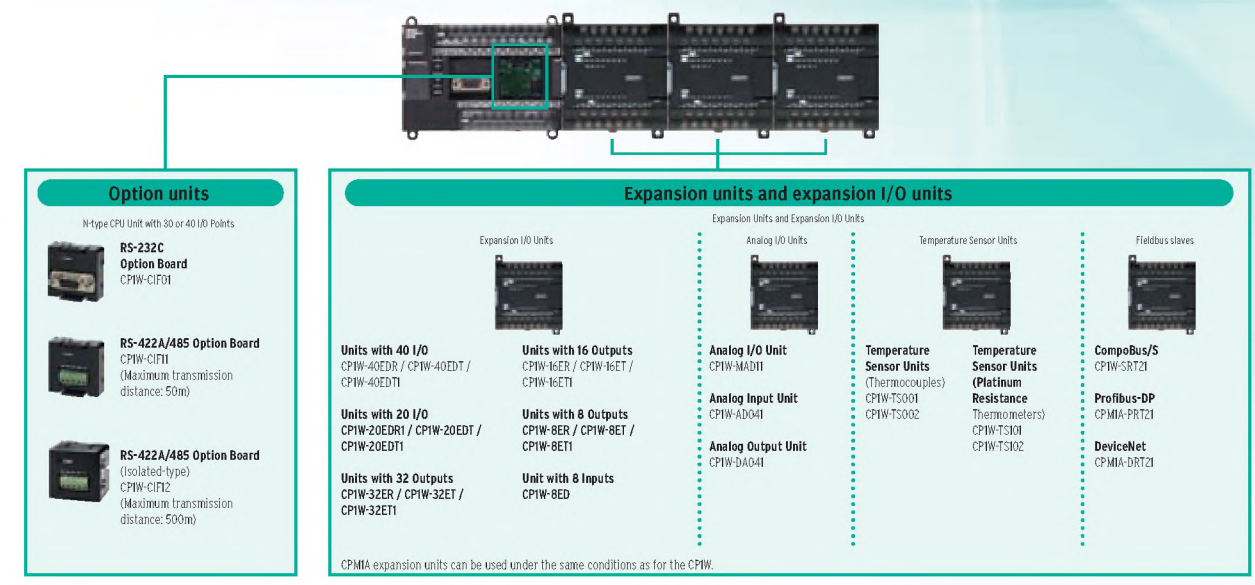 Option units
N-type CPU Unit with 30 or 40 I/O Points
RS-232C
Option Board
CP1W-CIF01
RS-422A/485 Option Board
CP1W-CIF11
(Maximum transmission
distance: 50m)
RS-422A/485 Option Board
(Isolated-type)
CP1W-CIF12
(Maximum transmission
distance: 500m)
Expansion units and expansion I/O units
Expansion Units and Expansion I/O Units
Expansion I/O Units
Units with 40 I/O
CP1W-40EDR / CP1W-40EDT /
CP1W-40EDT1
Units with 20 I/O
CP1W-20EDR1 / CP1W-20EDT /
CP1W-20EDT1
Units with 32 Outputs
CP1W-32ER / CP1W-32ET /
CP1W-32ET1
Units with 16 Outputs
CP1W-16ER / CP1W-16ET /
CP1W-16ET1
Units with 8 Outputs
CP1W-8ER / CP1W-8ET /
CP1W-8ET1
Unit with 8 Inputs
CP1W-8ED
Analog I/O Units
Analog I/O Unit
CP1W-MAD11
Analog Input Unit
CP1W-AD041
Analog Output Unit
CP1W-DA041
Temperature Sensor Units
Temperature
Sensor Units
(Thermocouples)
CP1W-TS001
CP1W-TS002
Temperature
Sensor Units
(Platinum
Resistance
Thermometers)
CP1W-TS101
CP1W-TS102
Fieldbus slaves
CompoBus/S
CP1W-SRT21
Profibus-DP
CPM1A-PRT21
DeviceNet
CPM1A-DRT21
CPM1A expansion units can be used under the same conditions as for the CP1W.